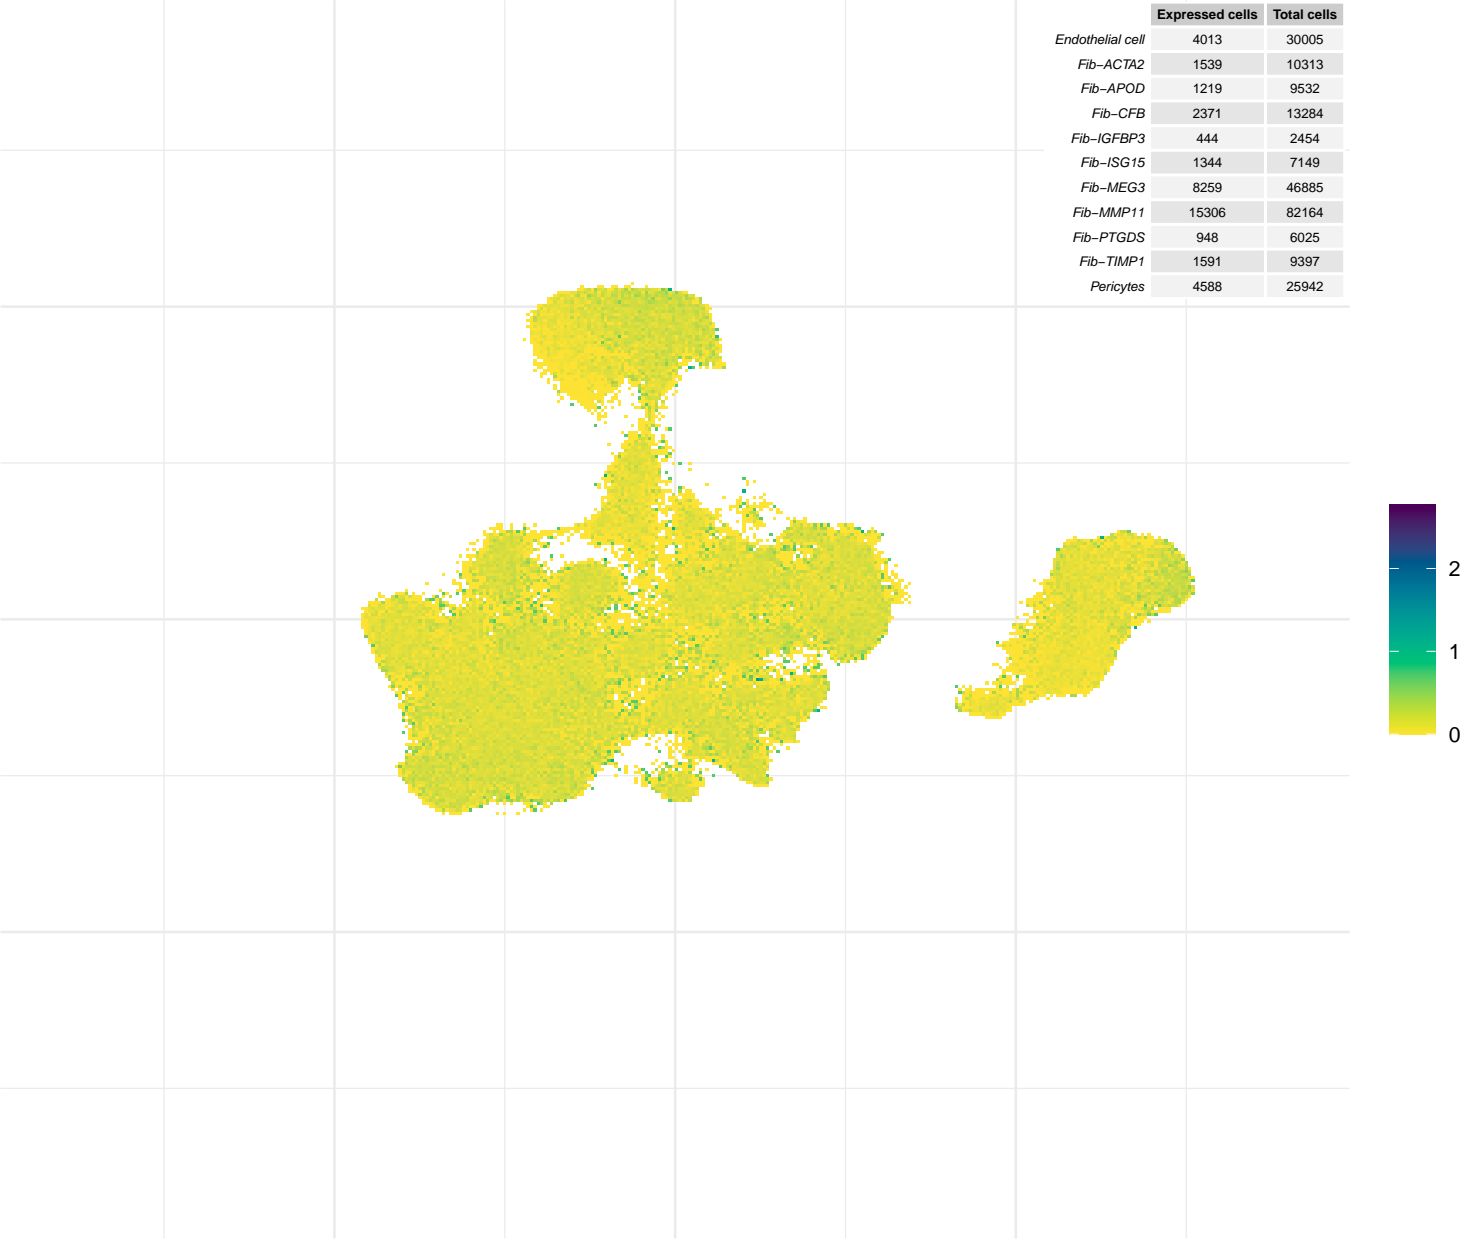 Expressed cells Total cells
Endothelial cell 4013 30005
Fib−ACTA2 1539 10313
Fib−APOD 1219 9532
Fib−CFB 2371 13284
Fib−IGFBP3 444 2454
Fib−ISG15 1344 7149
Fib−MEG3 8259 46885
Fib−MMP11 15306 82164
Fib−PTGDS 948 6025
Fib−TIMP1 1591 9397
Pericytes 4588 25942
2
1
0